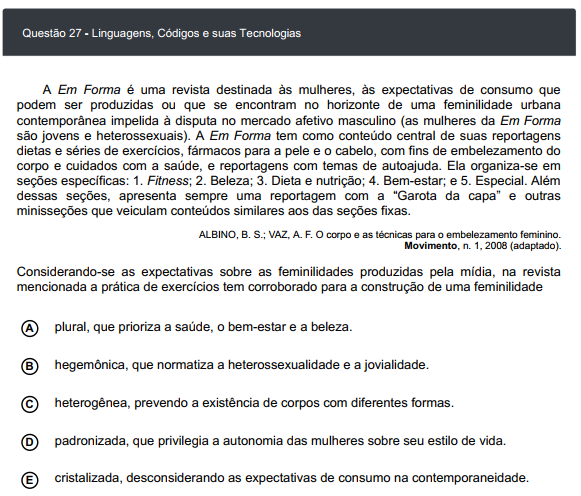 Questão 27 - Linguagens, Códigos e suas Tecnologias
A Em Forma é uma revista destinada às mulheres, às expectativas de consumo que
podem ser produzidas ou que se encontram no horizonte de uma feminilidade urbana
contemporânea impelida à disputa no mercado afetivo masculino (as mulheres da Em Forma
são jovens e heterossexuais). A Em Forma tem como conteúdo central de suas reportagens
dietas e séries de exercícios, fármacos para a pele e o cabelo, com fins de embelezamento do
corpo e cuidados com a saúde, e reportagens com temas de autoajuda. Ela organiza-se em
seções específicas: 1. Fitness; 2. Beleza; 3. Dieta e nutrição; 4. Bem-estar; e 5. Especial. Além
dessas seções, apresenta sempre uma reportagem com a “Garota da capa” e outras
minisseções que veiculam conteúdos similares aos das seções fixas.
ALBINO, B. S.; VAZ, A. F. O corpo e as técnicas para o embelezamento feminino.
Movimento, n. 1, 2008 (adaptado).
Considerando-se as expectativas sobre as feminilidades produzidas pela mídia, na revista
mencionada a prática de exercícios tem corroborado para a construção de uma feminilidade
A plural, que prioriza a saúde, o bem-estar e a beleza.
B hegemônica, que normatiza a heterossexualidade e a jovialidade.
C heterogênea, prevendo a existência de corpos com diferentes formas.
D padronizada, que privilegia a autonomia das mulheres sobre seu estilo de vida.
E cristalizada, desconsiderando as expectativas de consumo na contemporaneidade.